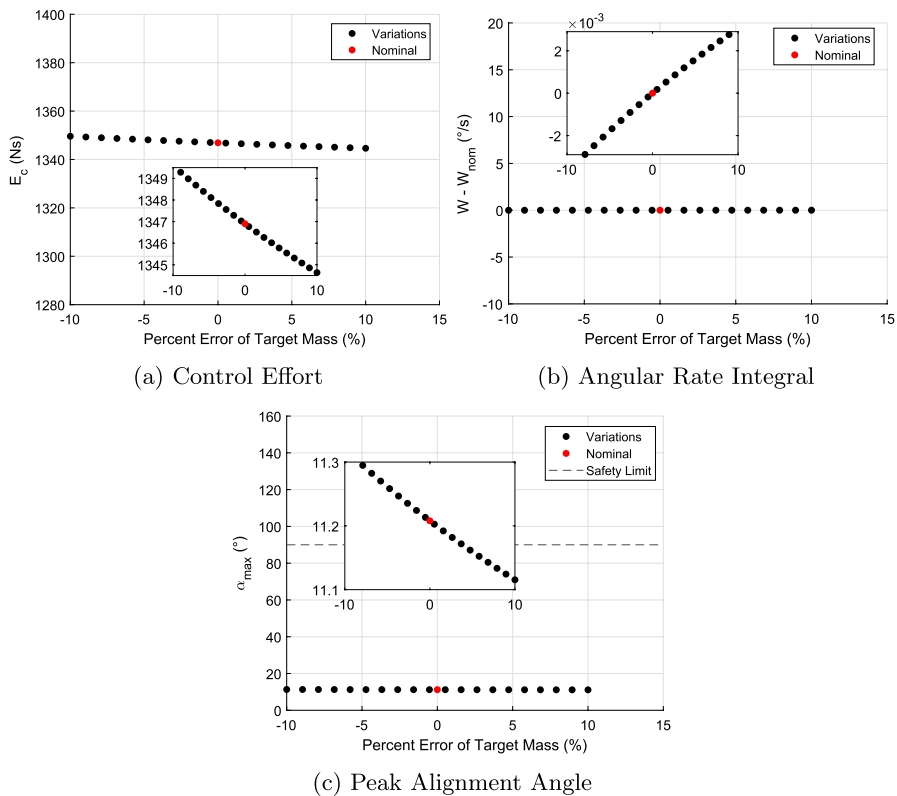 1400
1380
1360
1340
1320
1300
1280
E_c (Ns)
Variations
Nominal
1349
1348
1347
1346
1345
-10 0 10
-10 -5 0 5 10 15
Percent Error of Target Mass (%)
(a) Control Effort
20
15
10
5
0
-5
-10
W - W_nom (°/s)
×10^-3
2
0
-2
-10 0 10
Variations
Nominal
-10 -5 0 5 10 15
Percent Error of Target Mass (%)
(b) Angular Rate Integral
160
140
120
100
80
60
40
20
0
α_max (°)
Variations
Nominal
Safety Limit
11.3
11.2
11.1
-10 0 10
-10 -5 0 5 10 15
Percent Error of Target Mass (%)
(c) Peak Alignment Angle